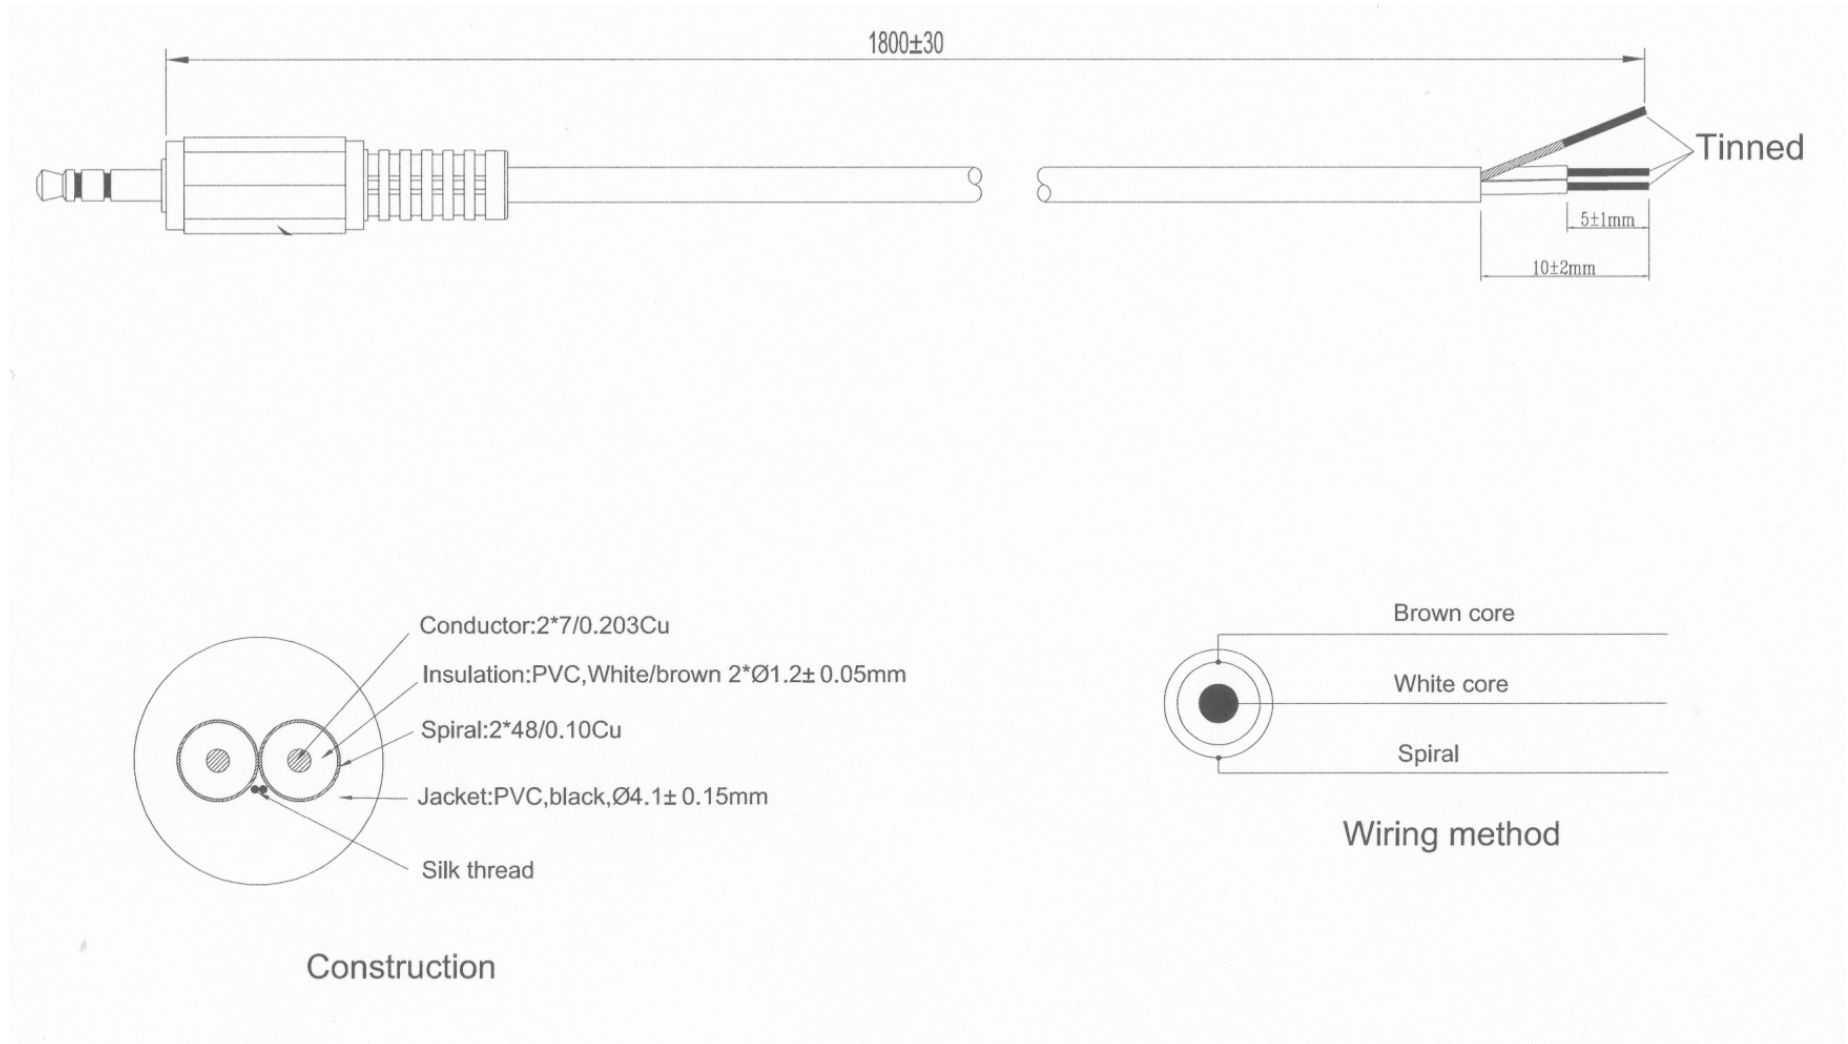 1800±30
Tinned
5±1mm
10±2mm
Conductor:2*7/0.203Cu
Insulation:PVC,White/brown 2*Ø1.2±0.05mm
Spiral:2*48/0.10Cu
Jacket:PVC,black,Ø4.1±0.15mm
Silk thread
Construction
Brown core
White core
Spiral
Wiring method